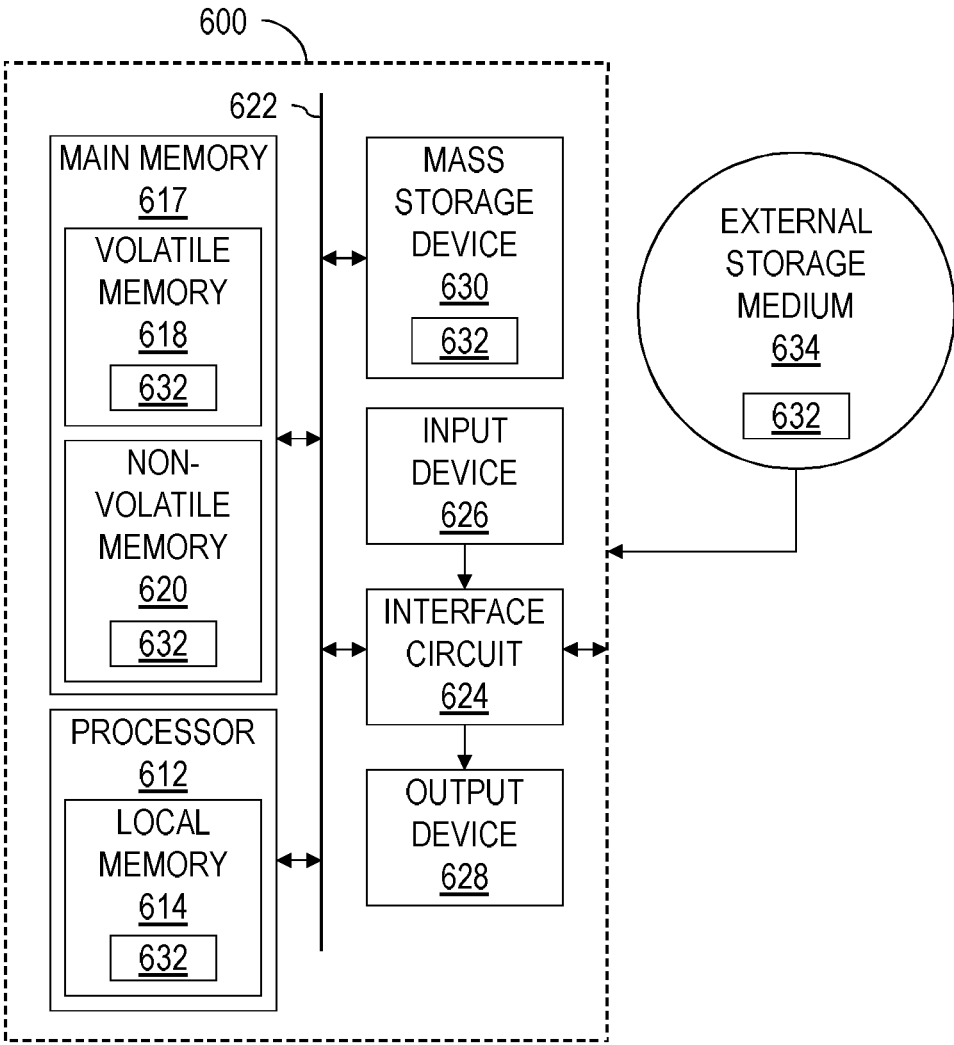 600
622
MAIN MEMORY
617
VOLATILE
MEMORY
618
632
NON-
VOLATILE
MEMORY
620
632
PROCESSOR
612
LOCAL
MEMORY
614
632
MASS
STORAGE
DEVICE
630
632
INPUT
DEVICE
626
INTERFACE
CIRCUIT
624
OUTPUT
DEVICE
628
EXTERNAL
STORAGE
MEDIUM
634
632